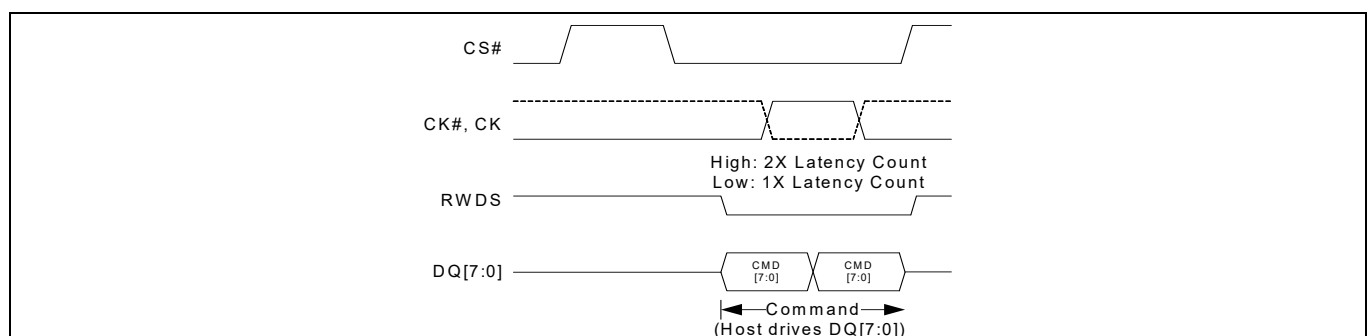 CS#
CK#, CK
High: 2X Latency Count
Low: 1X Latency Count
RWDS
DQ[7:0]
CMD
[7:0]
CMD
[7:0]
Command
(Host drives DQ[7:0])